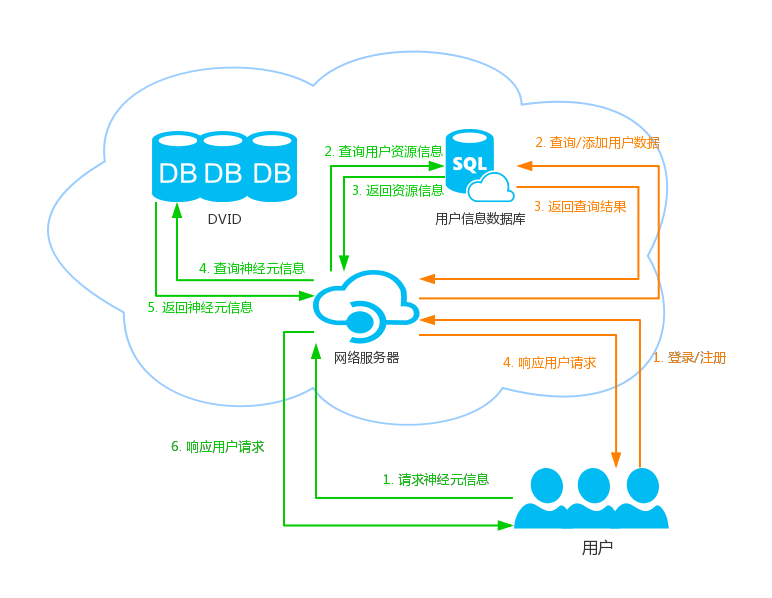 DB DB DB
DVID
2. 查询用户资源信息
3. 返回资源信息
SQL
用户信息数据库
2. 查询/添加用户数据
3. 返回查询结果
4. 查询神经元信息
5. 返回神经元信息
网络服务器
4. 响应用户请求
1. 登录/注册
6. 响应用户请求
1. 请求神经元信息
用户